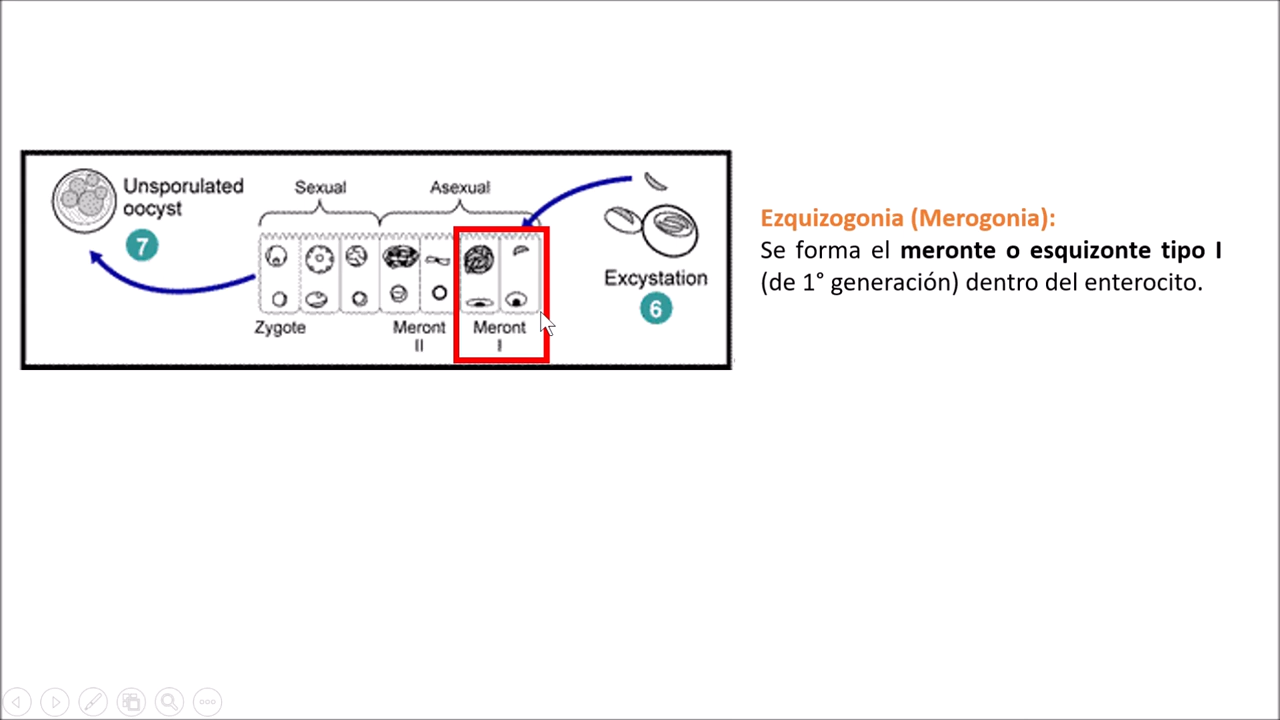 Unsporulated
oocyst
7
Sexual
Asexual
Excystation
6
Zygote
Meront
II
Meront
I
Ezquizogonia (Merogonia):
Se forma el meronte o esquizonte tipo I
(de 1° generación) dentro del enterocito.